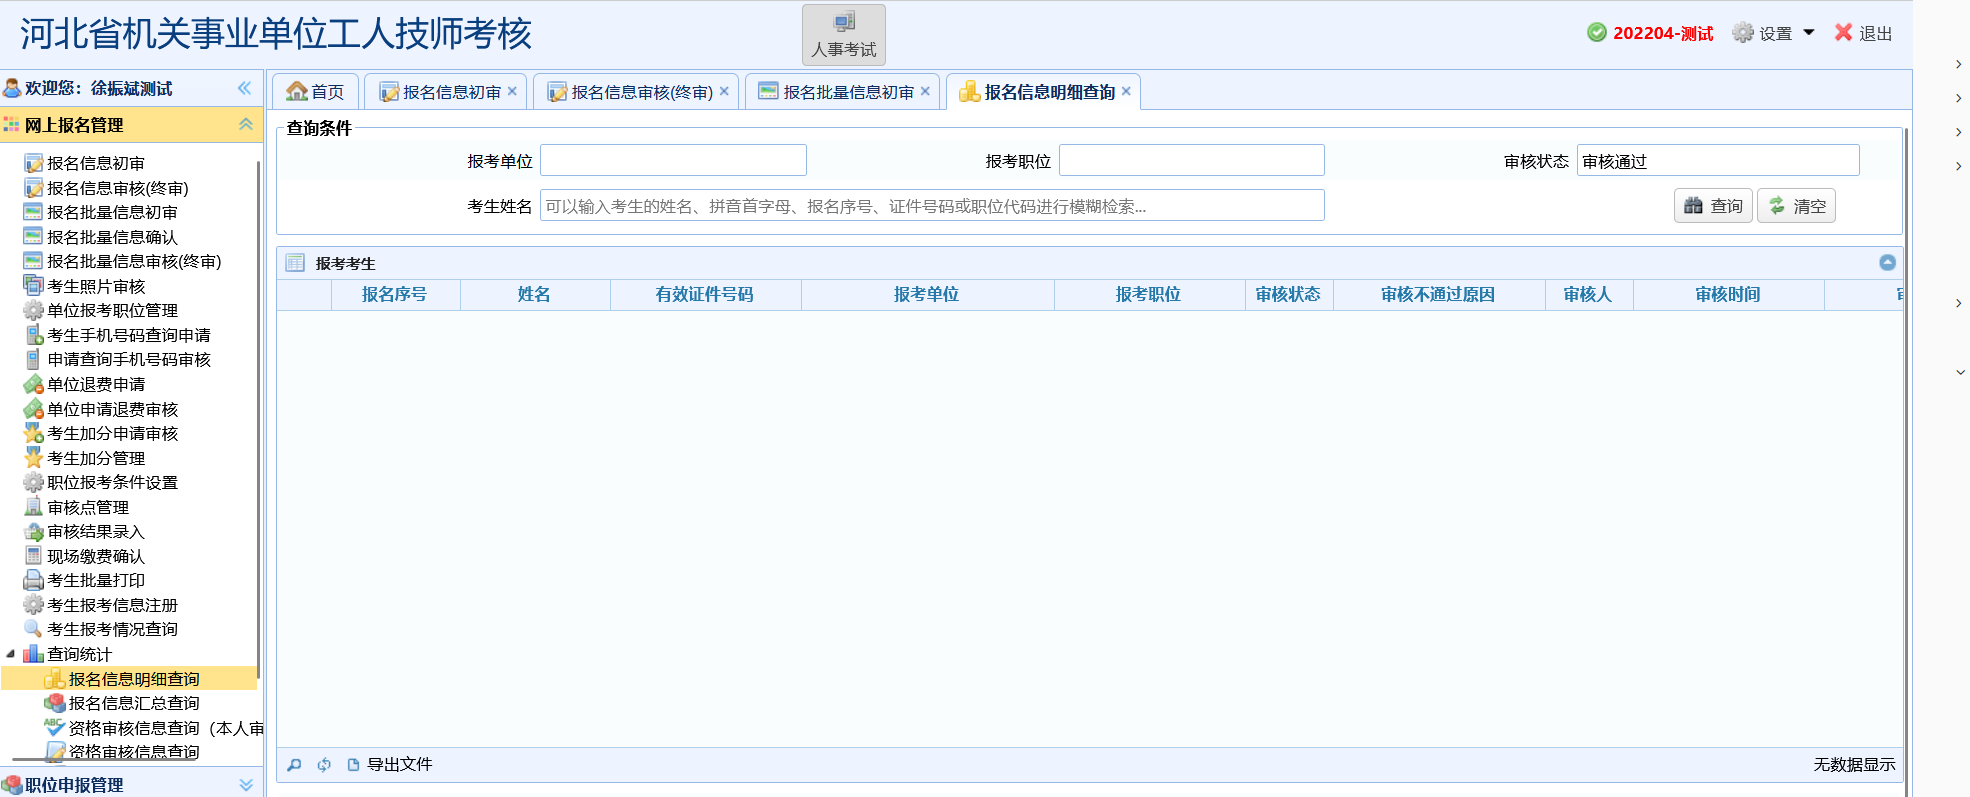 河北省机关事业单位工人技师考核
人事考试
202204-测试 设置 退出
欢迎您：徐振斌测试
首页 报名信息初审 报名信息审核(终审) 报名批量信息初审 报名信息明细查询
网上报名管理
报名信息初审
报名信息审核(终审)
报名批量信息初审
报名批量信息确认
报名批量信息审核(终审)
考生照片审核
单位报考职位管理
考生手机号码查询申请
申请查询手机号码审核
单位退费申请
单位申请退费审核
考生加分申请审核
考生加分管理
职位报考条件设置
审核点管理
审核结果录入
现场缴费确认
考生批量打印
考生报考信息注册
考生报考情况查询
查询统计
报名信息明细查询
报名信息汇总查询
ABC
资格审核信息查询（本人审
资格审核信息查询
职位申报管理
查询条件
报考单位 报考职位 审核状态 审核通过
考生姓名 可以输入考生的姓名、拼音首字母、报名序号、证件号码或职位代码进行模糊检索... 查询 清空
报考考生
报名序号 姓名 有效证件号码 报考单位 报考职位 审核状态 审核不通过原因 审核人 审核时间
导出文件 无数据显示